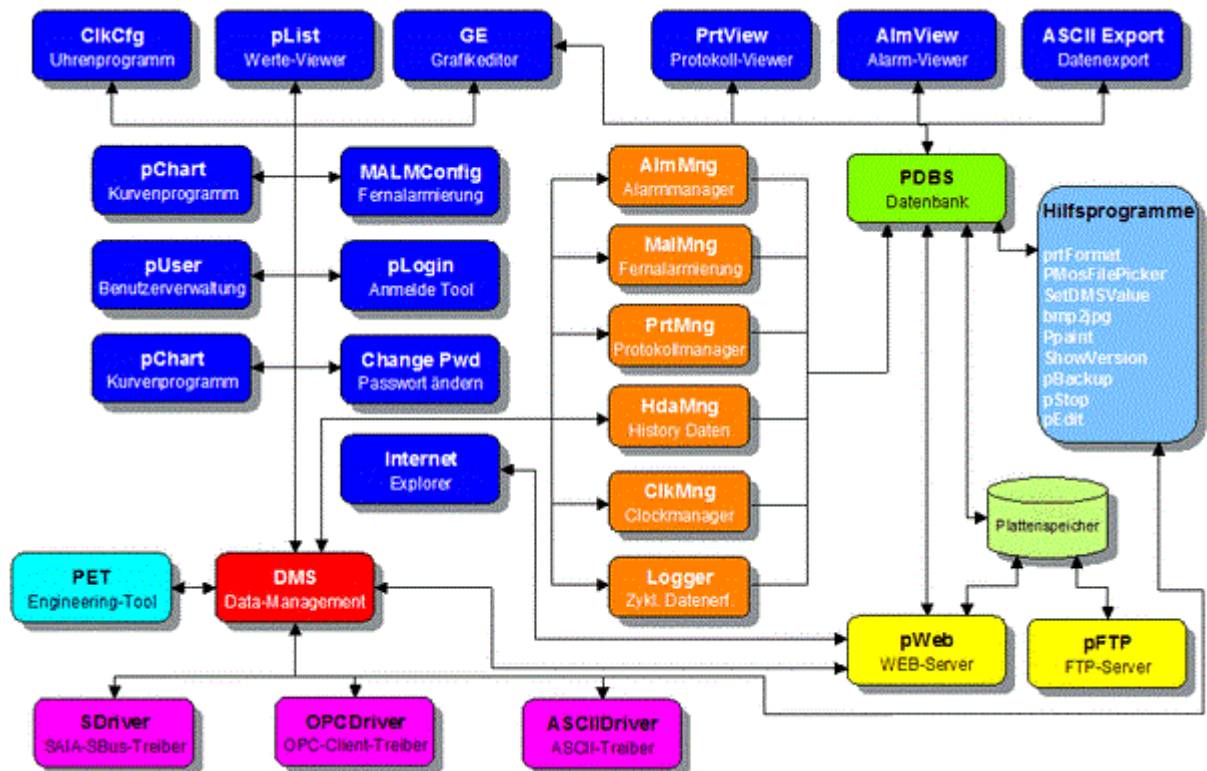 ClkCfg
Uhrenprogramm
pList
Werte-Viewer
GE
Grafikeditor
PrtView
Protokoll-Viewer
AlmView
Alarm-Viewer
ASCII Export
Datenexport
pChart
Kurvenprogramm
MALMConfig
Fernalarmierung
AlmMng
Alarmmanager
PDBS
Datenbank
Hilfsprogramme
prtFormat
PMosFilePicker
SetDMSValue
bmp2jpg
Ppaint
ShowVersion
pBackup
pStop
pEdit
pUser
Benutzerverwaltung
pLogin
Anmelde Tool
MalMng
Fernalarmierung
pChart
Kurvenprogramm
Change Pwd
Passwort ändern
PrtMng
Protokollmanager
HdaMng
History Daten
Internet
Explorer
ClkMng
Clockmanager
Plattenspeicher
PET
Engineering-Tool
DMS
Data-Management
Logger
Zykl. Datenerf.
pWeb
WEB-Server
pFTP
FTP-Server
SDriver
SAIA-SBus-Treiber
OPCDriver
OPC-Client-Treiber
ASCIIDriver
ASCII-Treiber